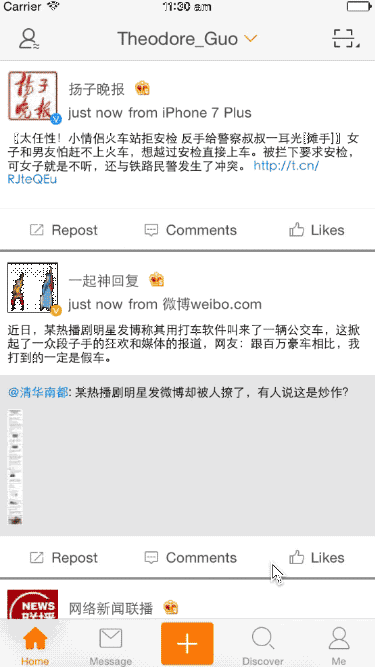 Carrier 11:30 am
Theodore_Guo
扬子晚报
扬子晚报
just now from iPhone 7 Plus
〖太任性！小情侣火车站拒安检 反手给警察叔叔一耳光[摊手]〗女
子和男友怕赶不上火车，想越过安检直接上车。被拦下要求安检，
可女子就是不听，还与铁路民警发生了冲突。 http://t.cn/
RJteQEu
Repost Comments Likes
一起神回复
just now from 微博weibo.com
近日，某热播剧明星发博称其用打车软件叫来了一辆公交车，这掀
起了一众段子手的狂欢和媒体的报道，网友：跟百万豪车相比，我
打到的一定是假车。
@清华南都: 某热播剧明星发微博却被人撩了，有人说这是炒作？
Repost Comments Likes
NEWS
网络新闻联播
Home Message Discover Me